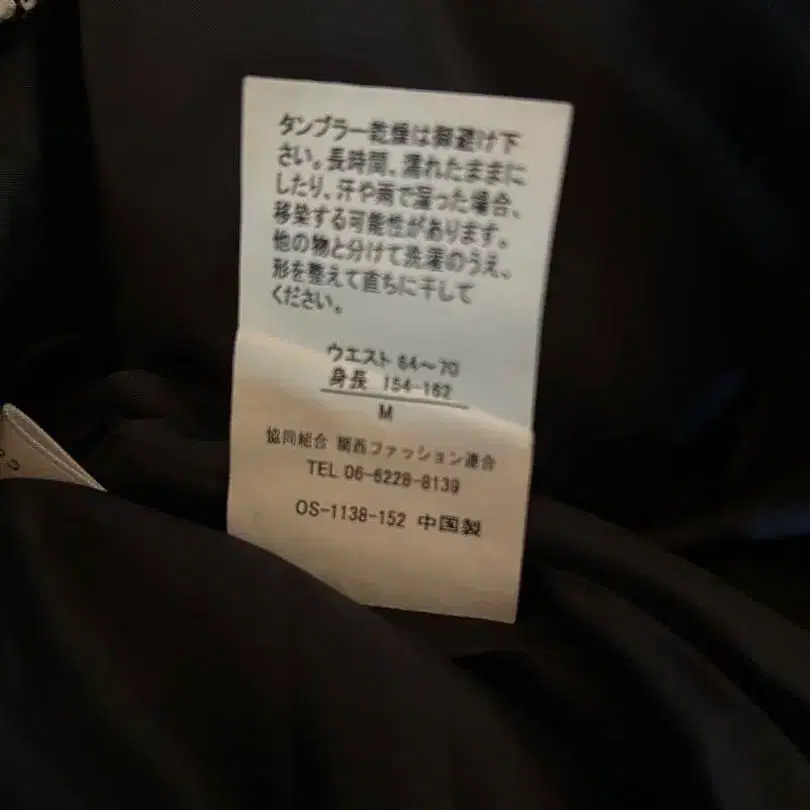 タンブラー乾燥は御避け下
さい。長時間、濡れたままに
したり、汗や雨で湿った場合、
移染する可能性があります。
他の物と分けて洗濯のうえ、
形を整えて直ちに干して
ください。
ウエスト 64～70
身長 154-162
M
協同組合 関西ファッション連合
TEL 06-6228-8139
OS-1138-152 中国製